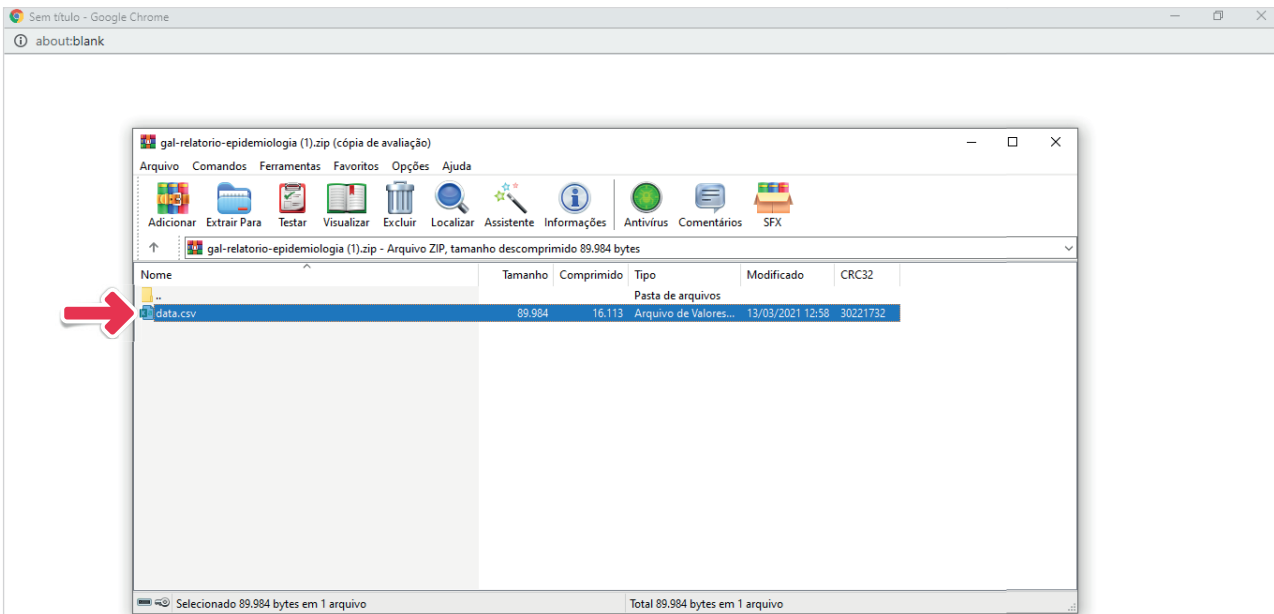 Sem título - Google Chrome
about:blank
gal-relatorio-epidemiologia (1).zip (cópia de avaliação)
Arquivo Comandos Ferramentas Favoritos Opções Ajuda
Adicionar Extrair Para Testar Visualizar Excluir Localizar Assistente Informações Antivírus Comentários SFX
gal-relatorio-epidemiologia (1).zip - Arquivo ZIP, tamanho descomprimido 89.984 bytes
Nome Tamanho Comprimido Tipo Modificado CRC32
.. Pasta de arquivos
data.csv 89.984 16.113 Arquivo de Valores... 13/03/2021 12:58 30221732
Selecionado 89.984 bytes em 1 arquivo Total 89.984 bytes em 1 arquivo